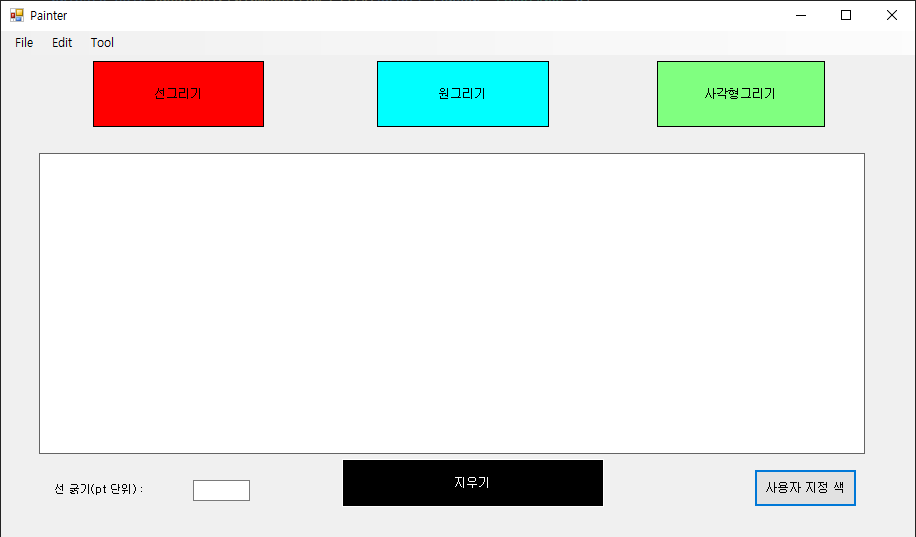 Painter
File Edit Tool
선그리기 원그리기 사각형그리기
선 굵기(pt 단위) :
지우기
사용자 지정 색